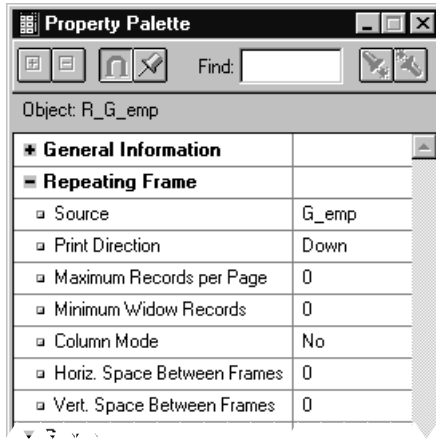 Property Palette
Find:
Object: R_G_emp
General Information
Repeating Frame
Source G_emp
Print Direction Down
Maximum Records per Page 0
Minimum Widow Records 0
Column Mode No
Horiz. Space Between Frames 0
Vert. Space Between Frames 0